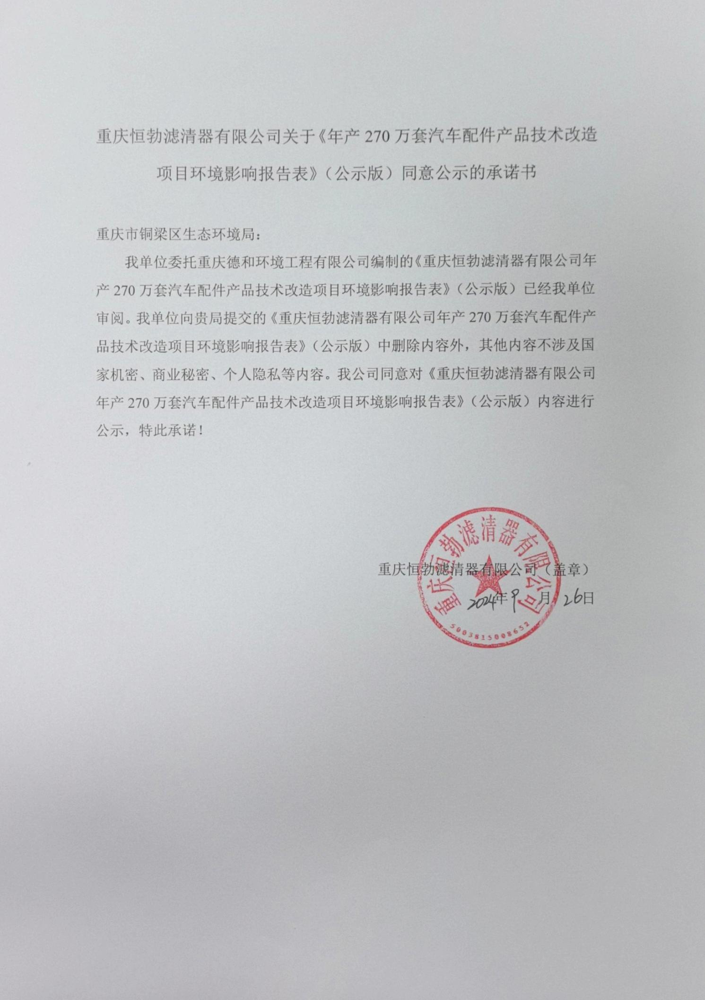 重庆恒勃滤清器有限公司关于《年产 270 万套汽车配件产品技术改造
项目环境影响报告表》（公示版）同意公示的承诺书
重庆市铜梁区生态环境局：
我单位委托重庆德和环境工程有限公司编制的《重庆恒勃滤清器有限公司年
产 270 万套汽车配件产品技术改造项目环境影响报告表》（公示版）已经我单位
审阅。我单位向贵局提交的《重庆恒勃滤清器有限公司年产 270 万套汽车配件产
品技术改造项目环境影响报告表》（公示版）中删除内容外，其他内容不涉及国
家机密、商业秘密、个人隐私等内容。我公司同意对《重庆恒勃滤清器有限公司
年产 270 万套汽车配件产品技术改造项目环境影响报告表》（公示版）内容进行
公示，特此承诺！
重庆恒勃滤清器有限公司
重庆恒勃滤清器有限公司（盖章）
2024年9月26日
5003815008652